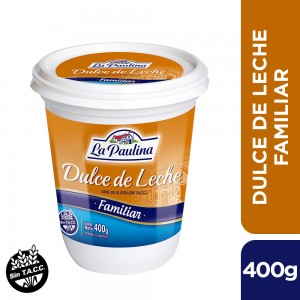 La Paulina
Dulce de Leche
Familiar
400g
Sin T.A.C.C.
DULCE DE LECHE
FAMILIAR
400g